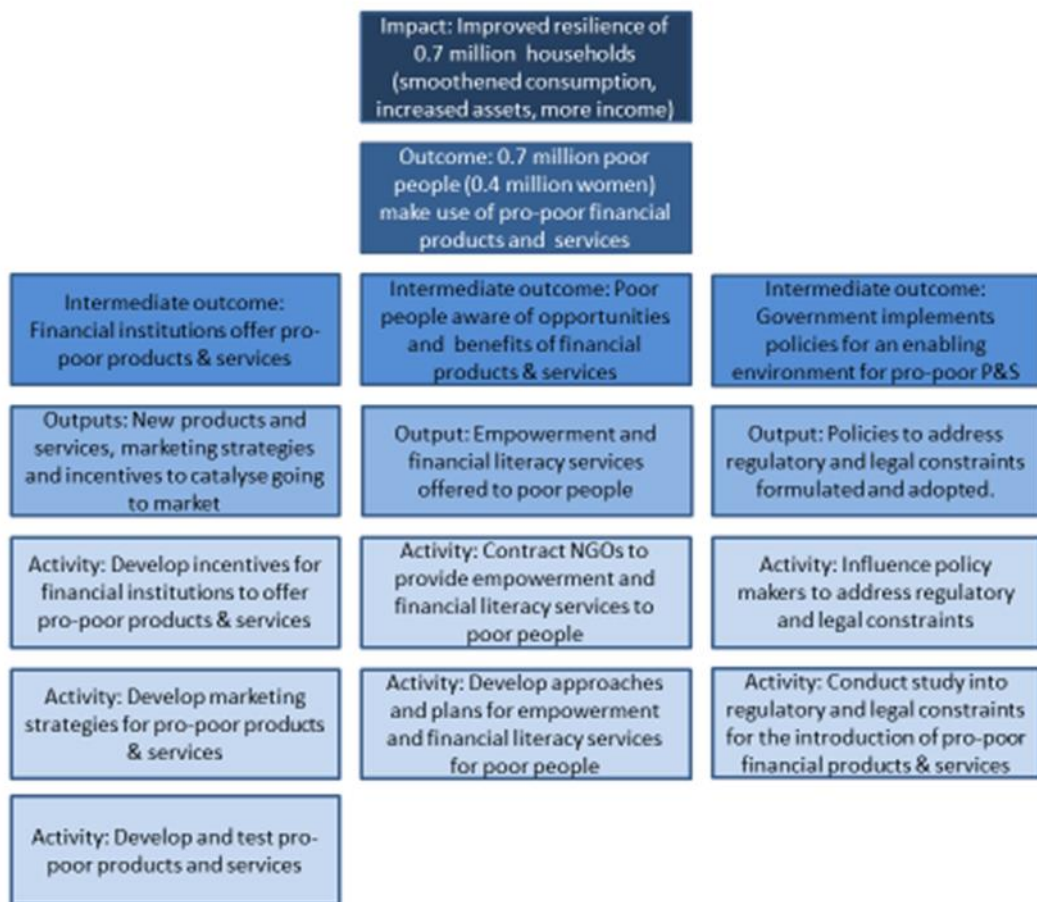 Impact: Improved resilience of
0.7 million households
(smoothened consumption,
increased assets, more income)
Outcome: 0.7 million poor
people (0.4 million women)
make use of pro-poor financial
products and services
Intermediate outcome:
Financial institutions offer pro-
poor products & services
Intermediate outcome: Poor
people aware of opportunities
and benefits of financial
products & services
Intermediate outcome:
Government implements
policies for an enabling
environment for pro-poor P&S
Outputs: New products and
services, marketing strategies
and incentives to catalyse going
to market
Output: Empowerment and
financial literacy services
offered to poor people
Output: Policies to address
regulatory and legal constraints
formulated and adopted.
Activity: Develop incentives for
financial institutions to offer
pro-poor products & services
Activity: Contract NGOs to
provide empowerment and
financial literacy services to
poor people
Activity: Influence policy
makers to address regulatory
and legal constraints
Activity: Develop marketing
strategies for pro-poor products
& services
Activity: Develop approaches
and plans for empowerment
and financial literacy services
for poor people
Activity: Conduct study into
regulatory and legal constraints
for the introduction of pro-poor
financial products & services
Activity: Develop and test pro-
poor products and services